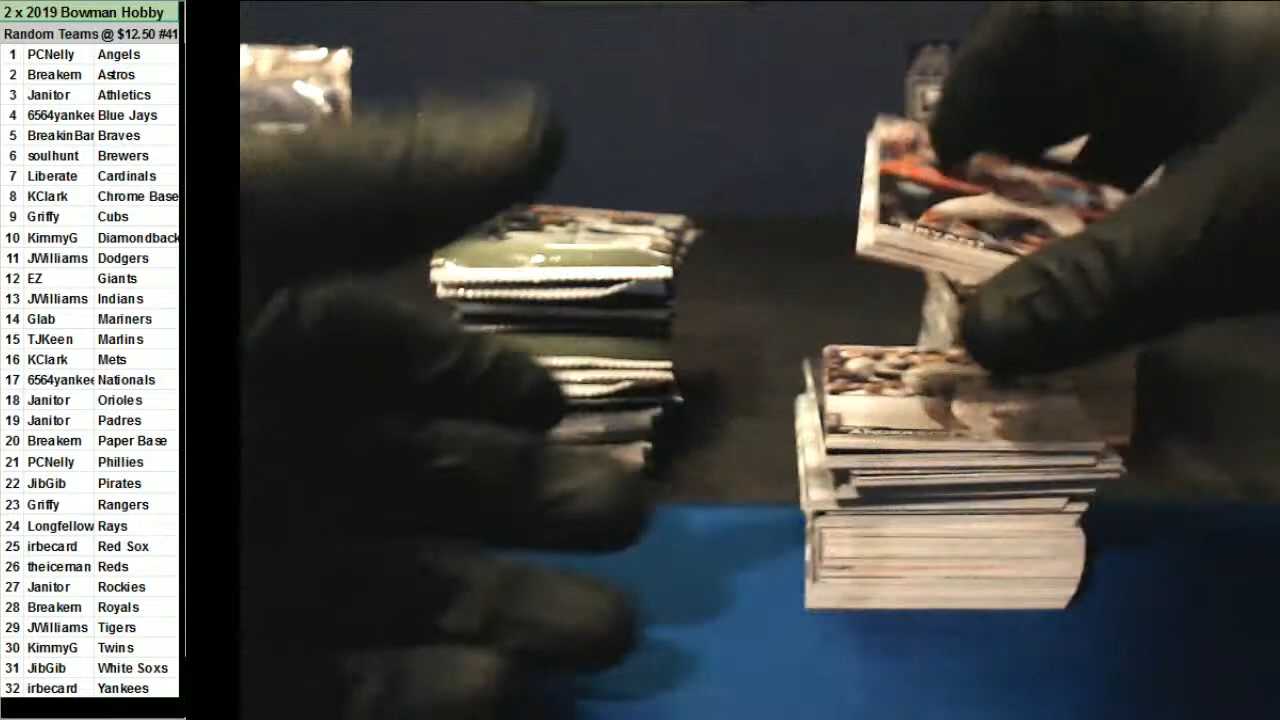 2 x 2019 Bowman Hobby
Random Teams @ $12.50 #41
1 PCNelly Angels
2 Breakem Astros
3 Janitor Athletics
4 6564yankee Blue Jays
5 BreakinBar Braves
6 soulhunt Brewers
7 Liberate Cardinals
8 KClark Chrome Base
9 Griffy Cubs
10 KimmyG Diamondback
11 JWilliams Dodgers
12 EZ Giants
13 JWilliams Indians
14 Glab Mariners
15 TJKeen Marlins
16 KClark Mets
17 6564yankee Nationals
18 Janitor Orioles
19 Janitor Padres
20 Breakem Paper Base
21 PCNelly Phillies
22 JibGib Pirates
23 Griffy Rangers
24 Longfellow Rays
25 irbecard Red Sox
26 theiceman Reds
27 Janitor Rockies
28 Breakem Royals
29 JWilliams Tigers
30 KimmyG Twins
31 JibGib White Soxs
32 irbecard Yankees